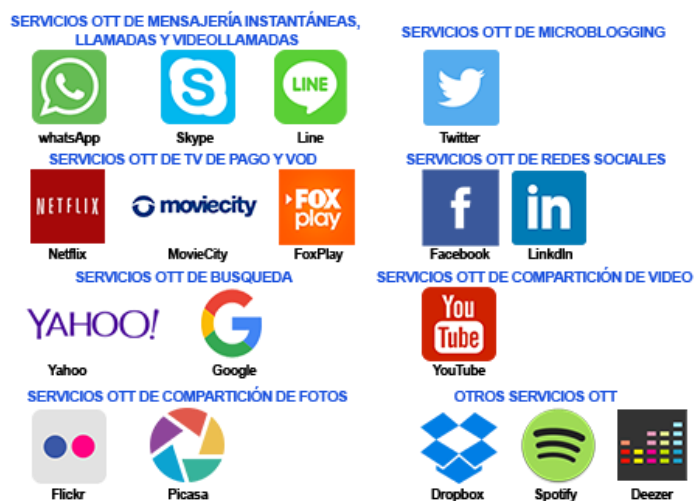 SERVICIOS OTT DE MENSAJERÍA INSTANTÁNEAS,
LLAMADAS Y VIDEOLLAMADAS
LINE
whatsApp Skype Line
SERVICIOS OTT DE MICROBLOGGING
Twitter
SERVICIOS OTT DE TV DE PAGO Y VOD
NETFLIX moviecity FOX
play
Netflix MovieCity FoxPlay
SERVICIOS OTT DE REDES SOCIALES
f in
Facebook LinkdIn
SERVICIOS OTT DE BUSQUEDA
YAHOO! G
Yahoo Google
SERVICIOS OTT DE COMPARTICIÓN DE VIDEO
You
Tube
YouTube
SERVICIOS OTT DE COMPARTICIÓN DE FOTOS
Flickr Picasa
OTROS SERVICIOS OTT
Dropbox Spotify Deezer